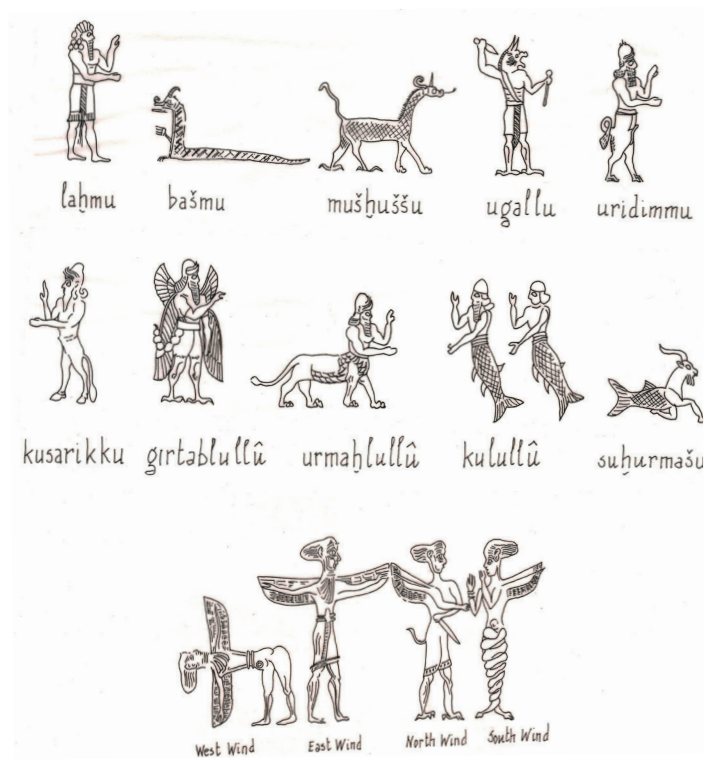 laḫmu bašmu mušḫuššu ugallu uridimmu
kusarikku girtablullû urmaḫlullû kulullû suḫurmašu
West Wind East Wind North Wind South Wind